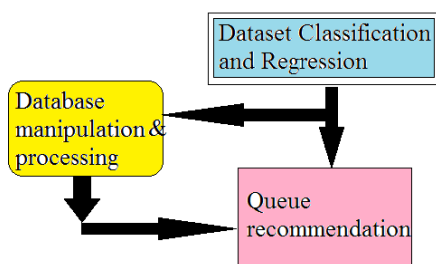 Dataset Classification
and Regression
Database
manipulation &
processing
Queue
recommendation